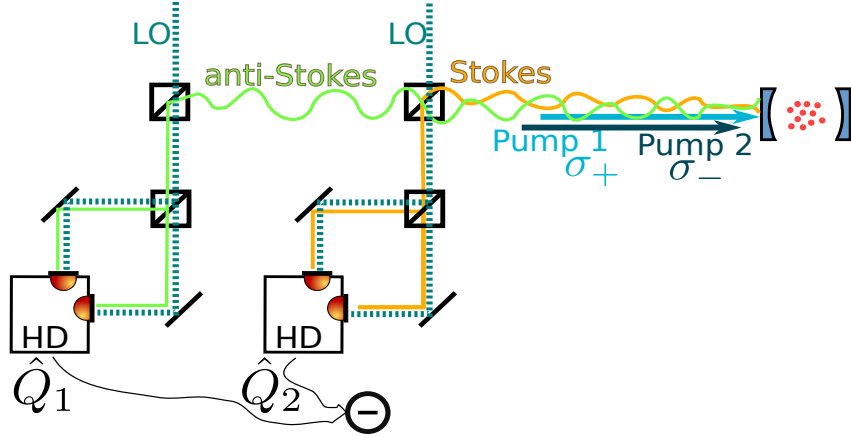 LO
LO
anti-Stokes
Stokes
Pump 1
σ₊
Pump 2
σ₋
HD
HD
Q̂₁
Q̂₂
−